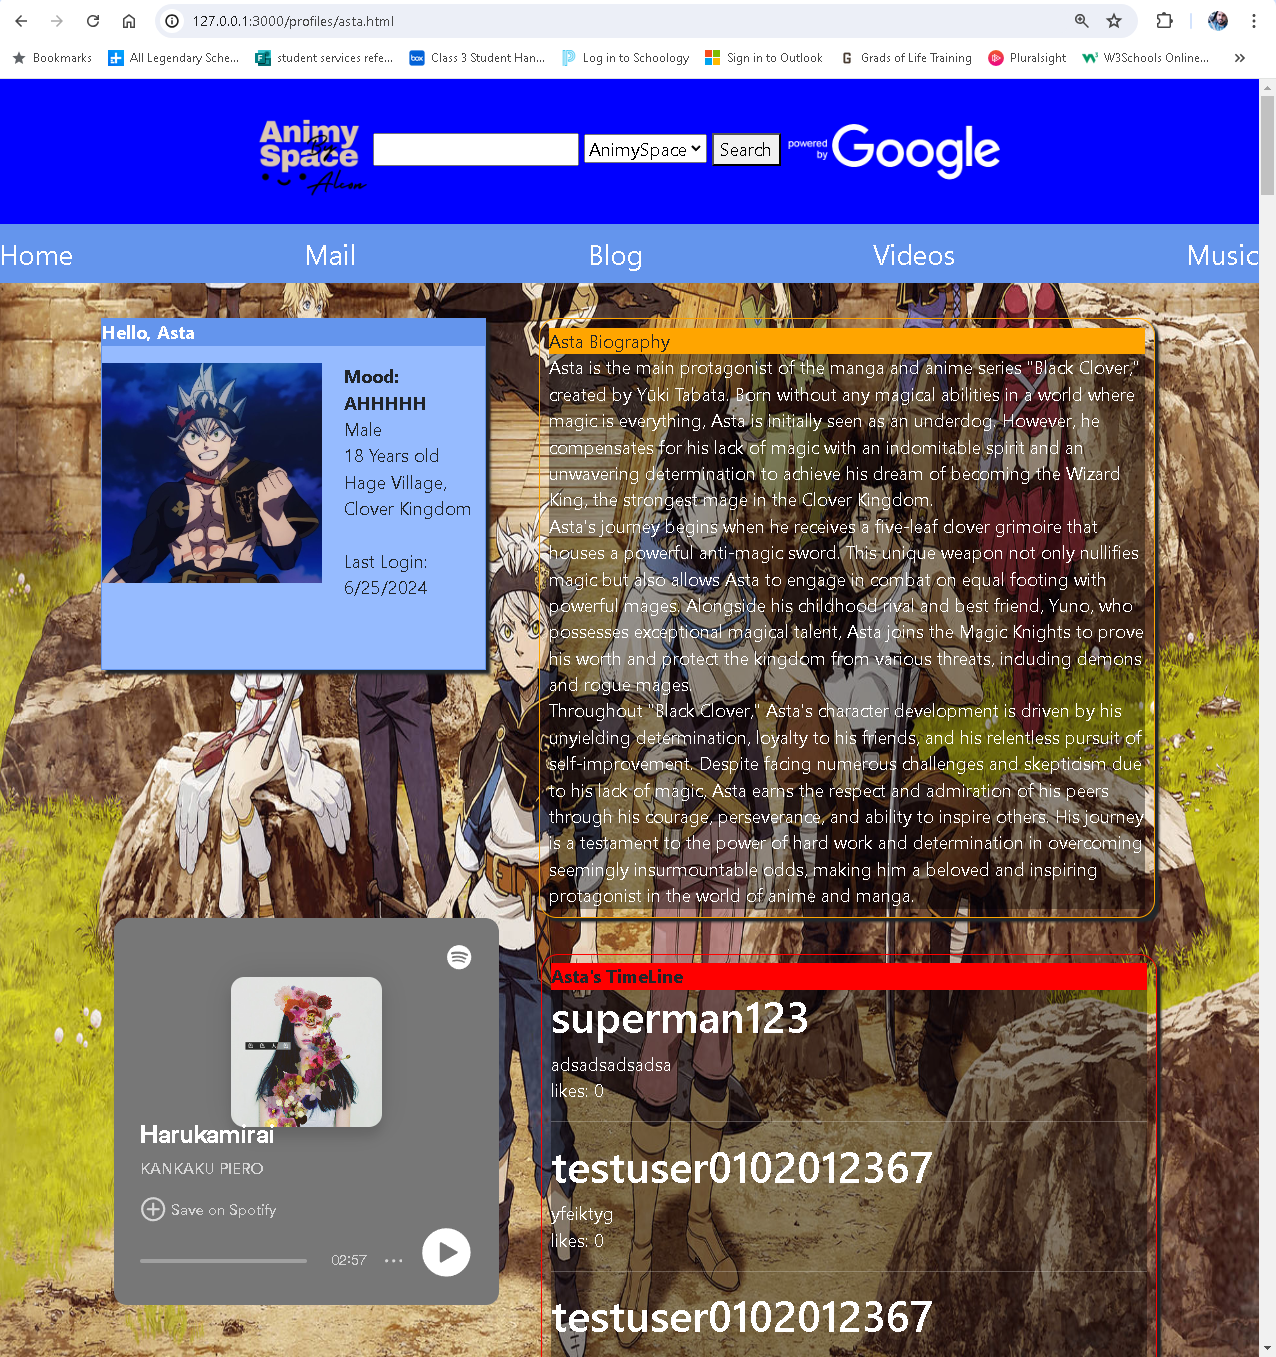 127.0.0.1:3000/profiles/asta.html
Bookmarks
All Legendary Sche...
student services refe...
box
Class 3 Student Han...
Log in to Schoology
Sign in to Outlook
Grads of Life Training
Pluralsight
W3Schools Online...
Animy
Space
By
Alcon
AnimySpace
Search
powered
by
Google
Home
Mail
Blog
Videos
Music
Hello, Asta
Mood:
AHHHHH
Male
18 Years old
Hage Village,
Clover Kingdom
Last Login:
6/25/2024
Asta Biography
Asta is the main protagonist of the manga and anime series "Black Clover,"
created by Yūki Tabata. Born without any magical abilities in a world where
magic is everything, Asta is initially seen as an underdog. However, he
compensates for his lack of magic with an indomitable spirit and an
unwavering determination to achieve his dream of becoming the Wizard
King, the strongest mage in the Clover Kingdom.
Asta's journey begins when he receives a five-leaf clover grimoire that
houses a powerful anti-magic sword. This unique weapon not only nullifies
magic but also allows Asta to engage in combat on equal footing with
powerful mages. Alongside his childhood rival and best friend, Yuno, who
possesses exceptional magical talent, Asta joins the Magic Knights to prove
his worth and protect the kingdom from various threats, including demons
and rogue mages.
Throughout "Black Clover," Asta's character development is driven by his
unyielding determination, loyalty to his friends, and his relentless pursuit of
self-improvement. Despite facing numerous challenges and skepticism due
to his lack of magic, Asta earns the respect and admiration of his peers
through his courage, perseverance, and ability to inspire others. His journey
is a testament to the power of hard work and determination in overcoming
seemingly insurmountable odds, making him a beloved and inspiring
protagonist in the world of anime and manga.
Harukamirai
KANKAKU PIERO
Save on Spotify
02:57
Asta's TimeLine
superman123
adsadsadsadsa
likes: 0
testuser0102012367
yfeiktyg
likes: 0
testuser0102012367